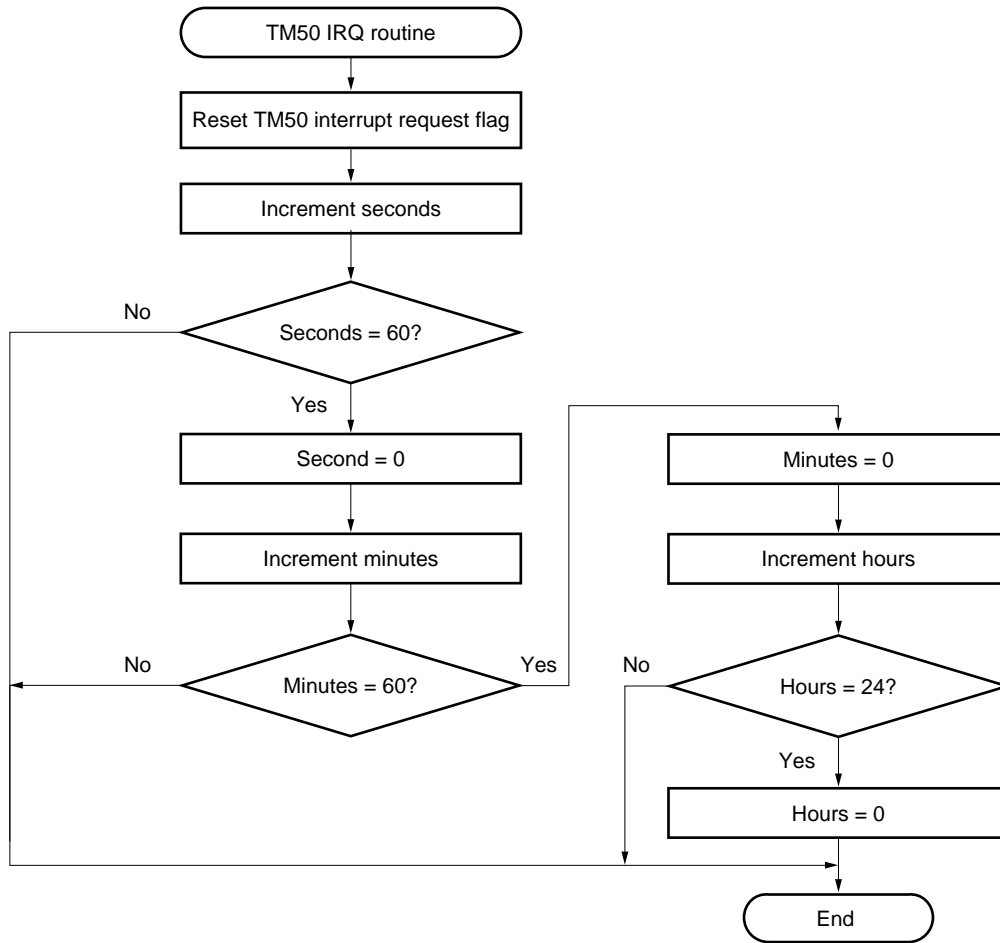 TM50 IRQ routine
Reset TM50 interrupt request flag
Increment seconds
No
Seconds = 60?
Yes
Second = 0
Increment minutes
No
Minutes = 60?
Yes
Minutes = 0
Increment hours
No
Hours = 24?
Yes
Hours = 0
End